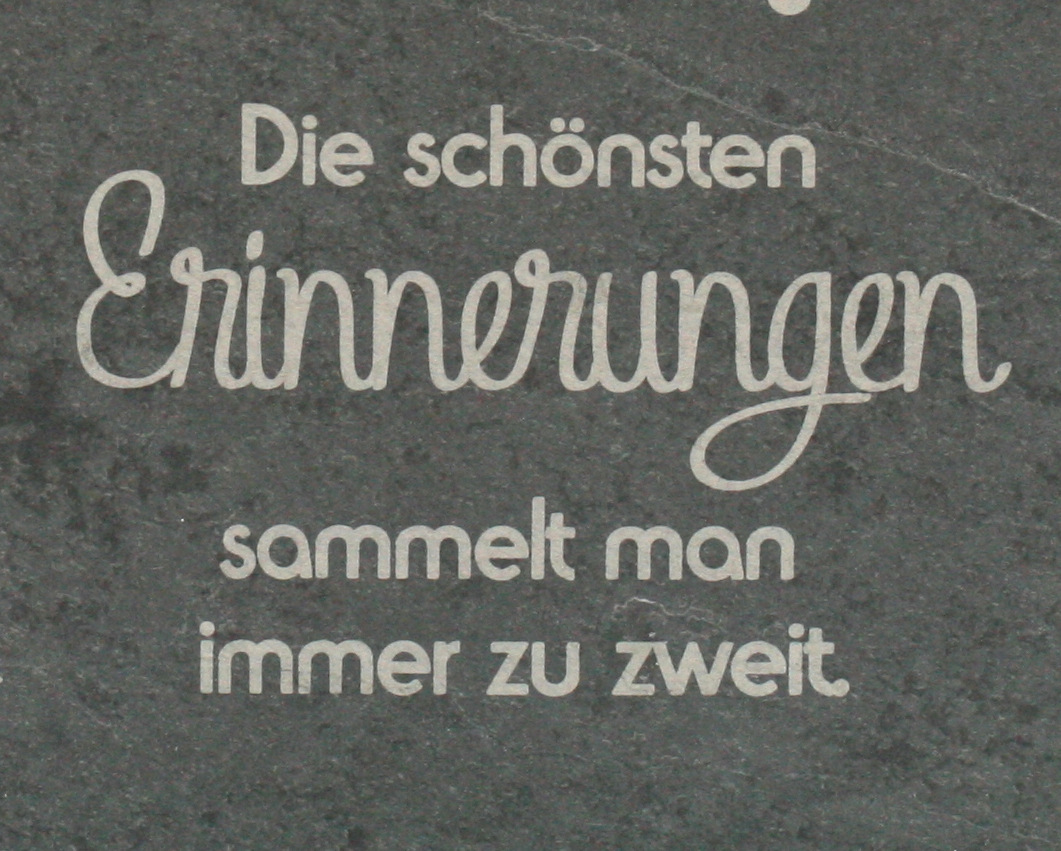 Die schönsten
Erinnerungen
sammelt man
immer zu zweit.